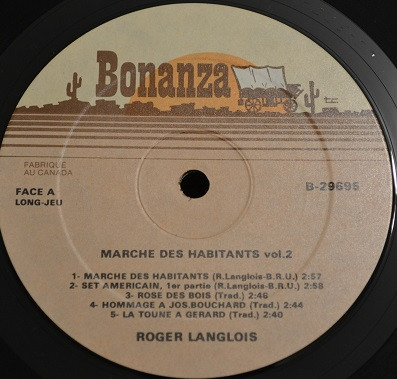 Bonanza
FABRIQUÉ
AU CANADA
FACE A
LONG-JEU
B-29695
MARCHE DES HABITANTS vol.2
1- MARCHE DES HABITANTS (R.Langlois-B.R.U.) 2:57
2- SET AMERICAIN, 1er partie (R.Langlois-B.R.U.) 2:58
3- ROSE DES BOIS (Trad.) 2:46
4- HOMMAGE A JOS.BOUCHARD (Trad.) 2:44
5- LA TOUNE A GERARD (Trad.) 2:40
ROGER LANGLOIS